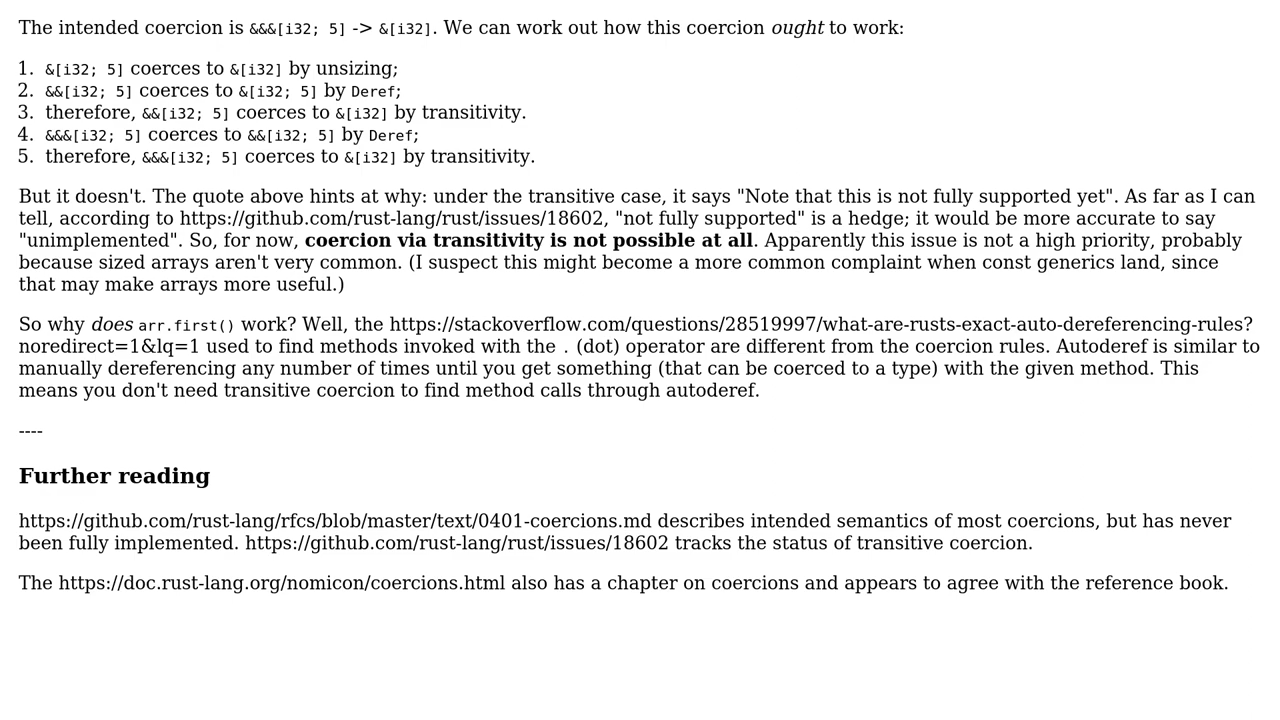 The intended coercion is &&&[i32; 5] -> &[i32]. We can work out how this coercion ought to work:
1. &[i32; 5] coerces to &[i32] by unsizing;
2. &&[i32; 5] coerces to &[i32; 5] by Deref;
3. therefore, &&[i32; 5] coerces to &[i32] by transitivity.
4. &&&[i32; 5] coerces to &&[i32; 5] by Deref;
5. therefore, &&&[i32; 5] coerces to &[i32] by transitivity.
But it doesn't. The quote above hints at why: under the transitive case, it says "Note that this is not fully supported yet". As far as I can
tell, according to https://github.com/rust-lang/rust/issues/18602, "not fully supported" is a hedge; it would be more accurate to say
"unimplemented". So, for now, coercion via transitivity is not possible at all. Apparently this issue is not a high priority, probably
because sized arrays aren't very common. (I suspect this might become a more common complaint when const generics land, since
that may make arrays more useful.)
So why does arr.first() work? Well, the https://stackoverflow.com/questions/28519997/what-are-rusts-exact-auto-dereferencing-rules?
noredirect=1&lq=1 used to find methods invoked with the . (dot) operator are different from the coercion rules. Autoderef is similar to
manually dereferencing any number of times until you get something (that can be coerced to a type) with the given method. This
means you don't need transitive coercion to find method calls through autoderef.
----
Further reading
https://github.com/rust-lang/rfcs/blob/master/text/0401-coercions.md describes intended semantics of most coercions, but has never
been fully implemented. https://github.com/rust-lang/rust/issues/18602 tracks the status of transitive coercion.
The https://doc.rust-lang.org/nomicon/coercions.html also has a chapter on coercions and appears to agree with the reference book.